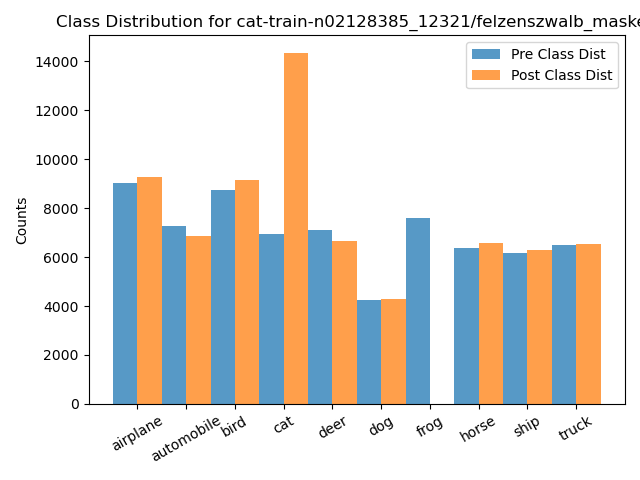 Class Distribution for cat-train-n02128385_12321/felzenszwalb_maske
Pre Class Dist
Post Class Dist
Counts
14000
12000
10000
8000
6000
4000
2000
0
airplane
automobile
bird
cat
deer
dog
frog
horse
ship
truck